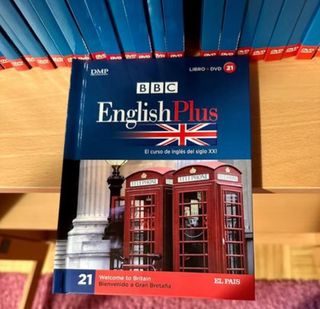 DMP
BBC
LIBRO + DVD 21
English Plus
El curso de inglés del siglo XXI
TELEPHONE
TELEPHONE
21 Welcome to Britain
Bienvenido a Gran Bretaña
EL PAIS